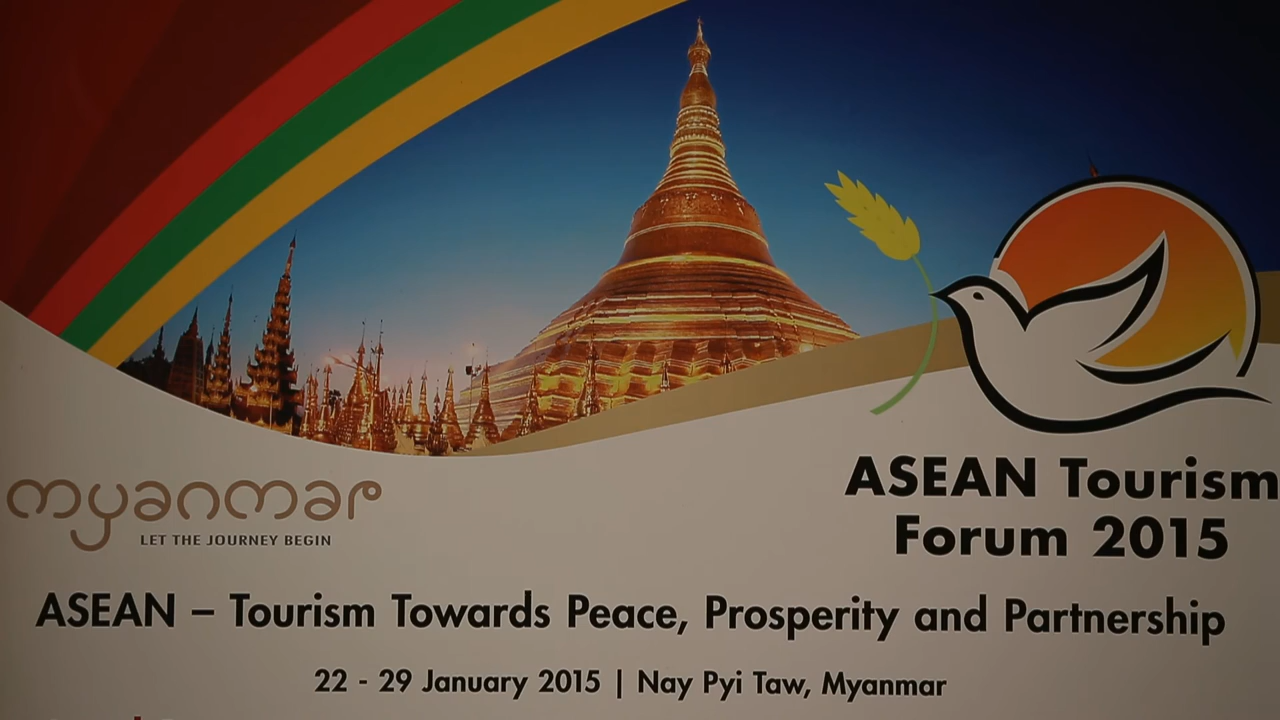 myanmar
LET THE JOURNEY BEGIN
ASEAN Tourism
Forum 2015
ASEAN – Tourism Towards Peace, Prosperity and Partnership
22 - 29 January 2015 | Nay Pyi Taw, Myanmar